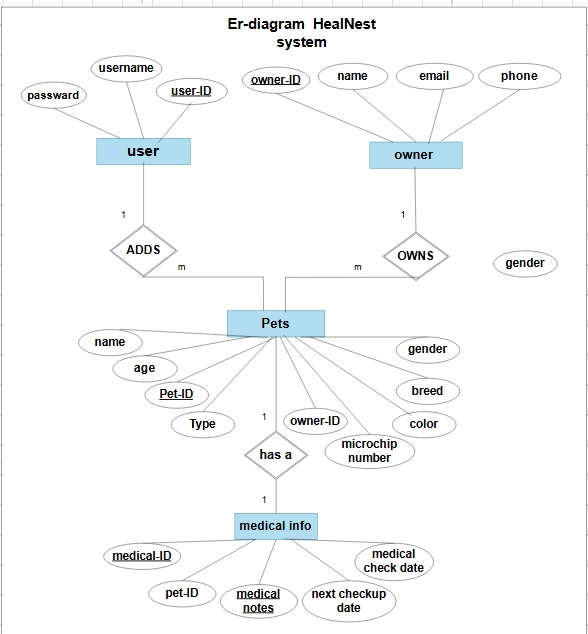 Er-diagram HealNest
system
username
passward
user-ID
owner-ID
name
email
phone
user
owner
1
1
ADDS
OWNS
gender
m
m
Pets
name
age
Pet-ID
Type
owner-ID
microchip
number
color
breed
gender
1
has a
1
medical info
medical-ID
pet-ID
medical
notes
next checkup
date
medical
check date